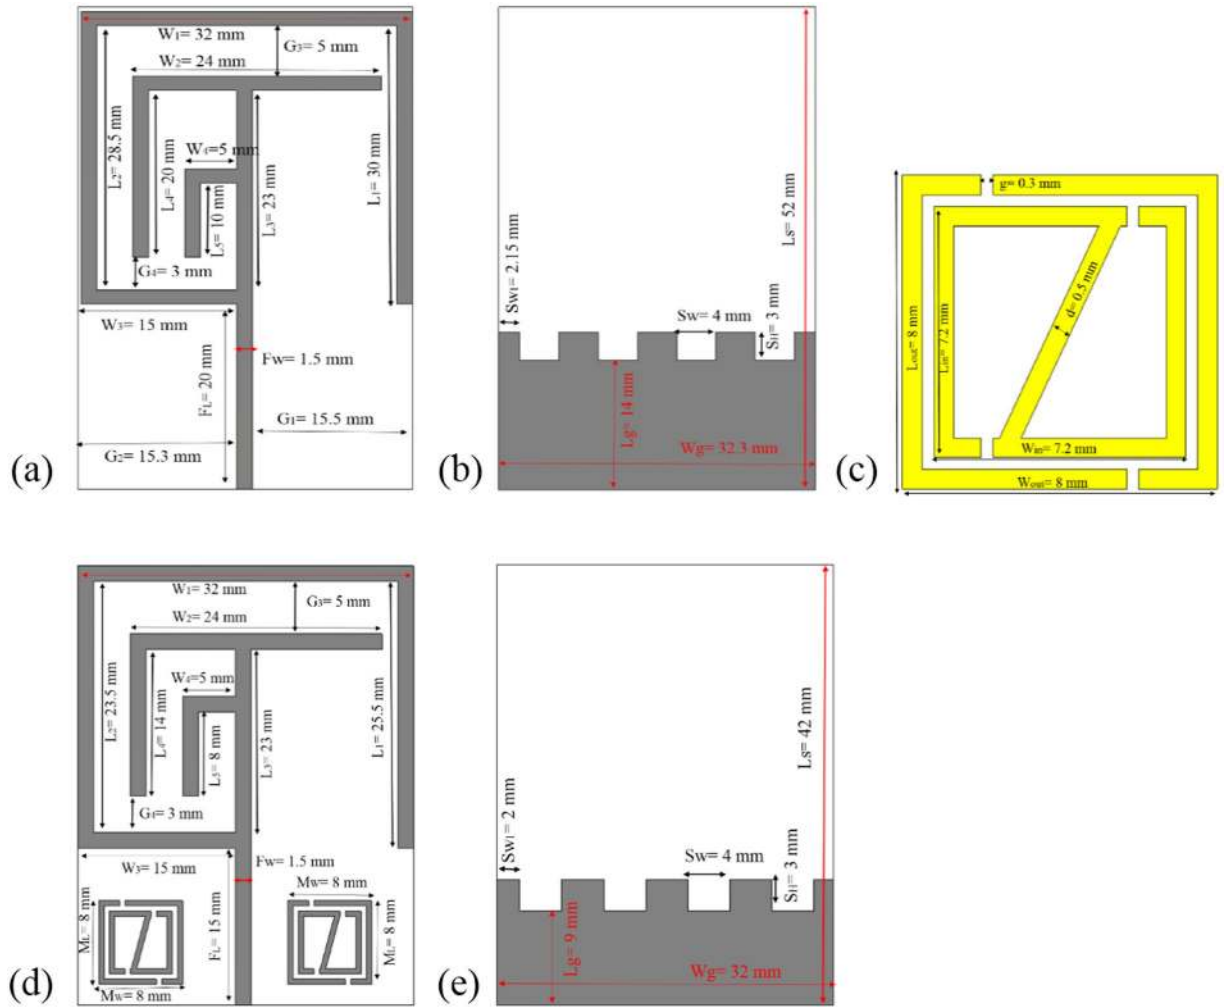 W₁= 32 mm
G₃= 5 mm
W₂= 24 mm
L₂= 28.5 mm
L₄= 20 mm
W₄=5 mm
L₅= 10 mm
L₃= 23 mm
L₁= 30 mm
G₄= 3 mm
W₃= 15 mm
Fw= 1.5 mm
FL= 20 mm
G₁= 15.5 mm
G₂= 15.3 mm
(a)
Ls= 52 mm
Sw₁= 2.15 mm
Sw= 4 mm
SH= 3 mm
Lg= 14 mm
Wg= 32.3 mm
(b)
g= 0.3 mm
Lout= 8 mm
Lin= 7.2 mm
d= 0.5 mm
Win= 7.2 mm
Wout= 8 mm
(c)
W₁= 32 mm
G₃= 5 mm
W₂= 24 mm
L₂= 23.5 mm
L₄= 14 mm
W₄=5 mm
L₅= 8 mm
L₃= 23 mm
L₁= 25.5 mm
G₄= 3 mm
W₃= 15 mm
Fw= 1.5 mm
Mw= 8 mm
ML= 8 mm
FL= 15 mm
ML= 8 mm
Mw= 8 mm
(d)
Ls= 42 mm
Sw₁= 2 mm
Sw= 4 mm
SH= 3 mm
Lg= 9 mm
Wg= 32 mm
(e)